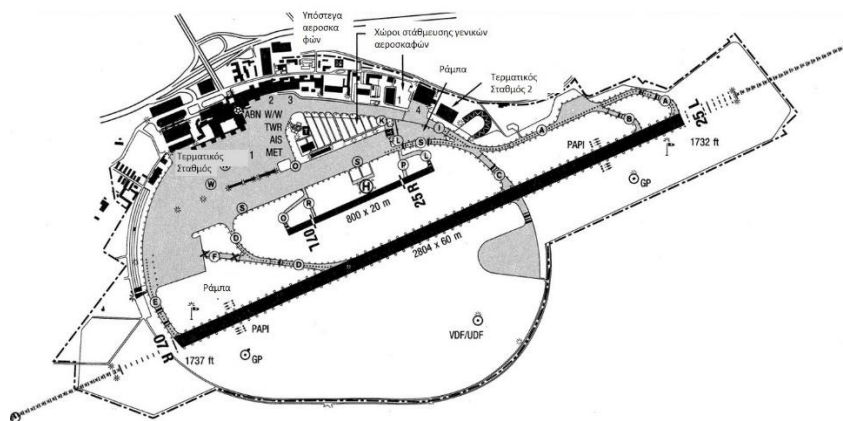 Υπόστεγα
αεροσκα
φών
Χώροι στάθμευσης γενικών
αεροσκαφών
Ράμπα
Τερματικός
Σταθμός 2
2 3
1
4
ABN W/W
TWR
AIS
MET
1
Τερματικός
Σταθμός
W
O
K
L
I
S
S
S
A
A
B
C
P
L
H
R
O
D
D
F
E
25 L
1732 ft
PAPI
GP
25 R
07L
800 x 20 m
2804 x 60 m
Ράμπα
PAPI
07 R
1737 ft
GP
VDF/UDF